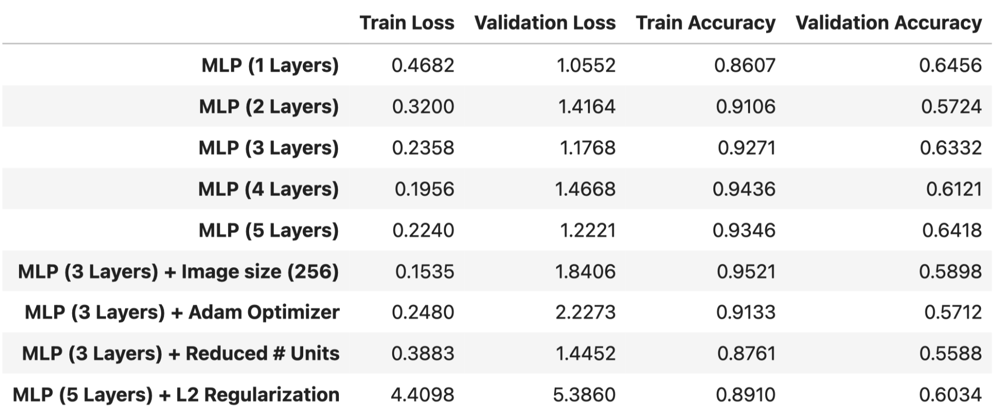 Train Loss Validation Loss Train Accuracy Validation Accuracy
MLP (1 Layers) 0.4682 1.0552 0.8607 0.6456
MLP (2 Layers) 0.3200 1.4164 0.9106 0.5724
MLP (3 Layers) 0.2358 1.1768 0.9271 0.6332
MLP (4 Layers) 0.1956 1.4668 0.9436 0.6121
MLP (5 Layers) 0.2240 1.2221 0.9346 0.6418
MLP (3 Layers) + Image size (256) 0.1535 1.8406 0.9521 0.5898
MLP (3 Layers) + Adam Optimizer 0.2480 2.2273 0.9133 0.5712
MLP (3 Layers) + Reduced # Units 0.3883 1.4452 0.8761 0.5588
MLP (5 Layers) + L2 Regularization 4.4098 5.3860 0.8910 0.6034